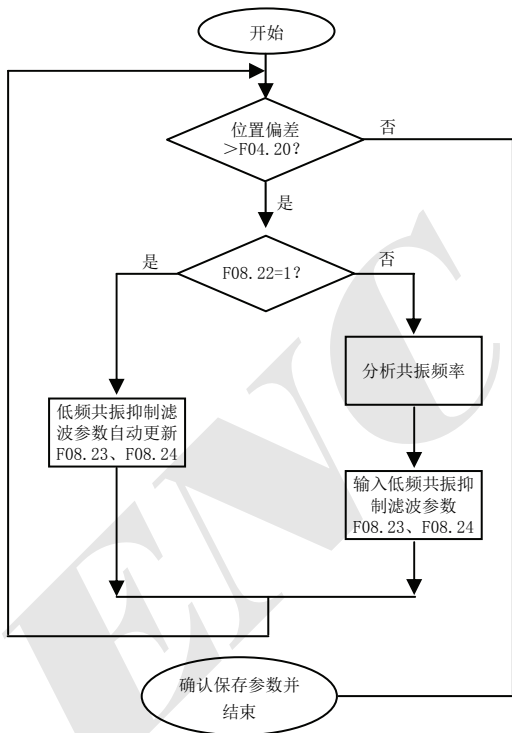 开始
位置偏差
＞F04.20？
否
是
F08.22=1？
是
否
分析共振频率
低频共振抑制滤
波参数自动更新
F08.23、F08.24
输入低频共振抑
制滤波参数
F08.23、F08.24
确认保存参数并
结束
ENC